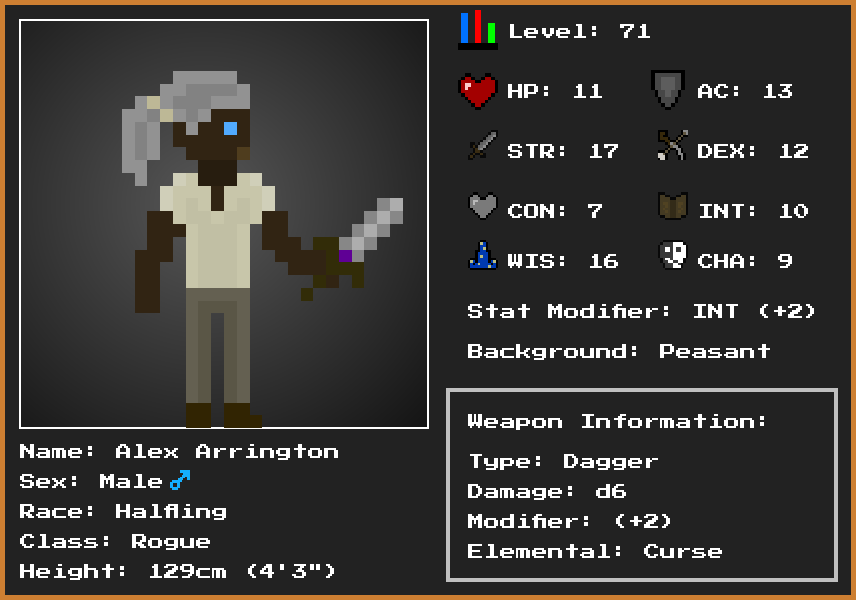 Level: 71
HP: 11
AC: 13
STR: 17
DEX: 12
CON: 7
INT: 10
WIS: 16
CHA: 9
Stat Modifier: INT (+2)
Background: Peasant
Weapon Information:
Type: Dagger
Damage: d6
Modifier: (+2)
Elemental: Curse
Name: Alex Arrington
Sex: Male ♂
Race: Halfling
Class: Rogue
Height: 129cm (4'3")